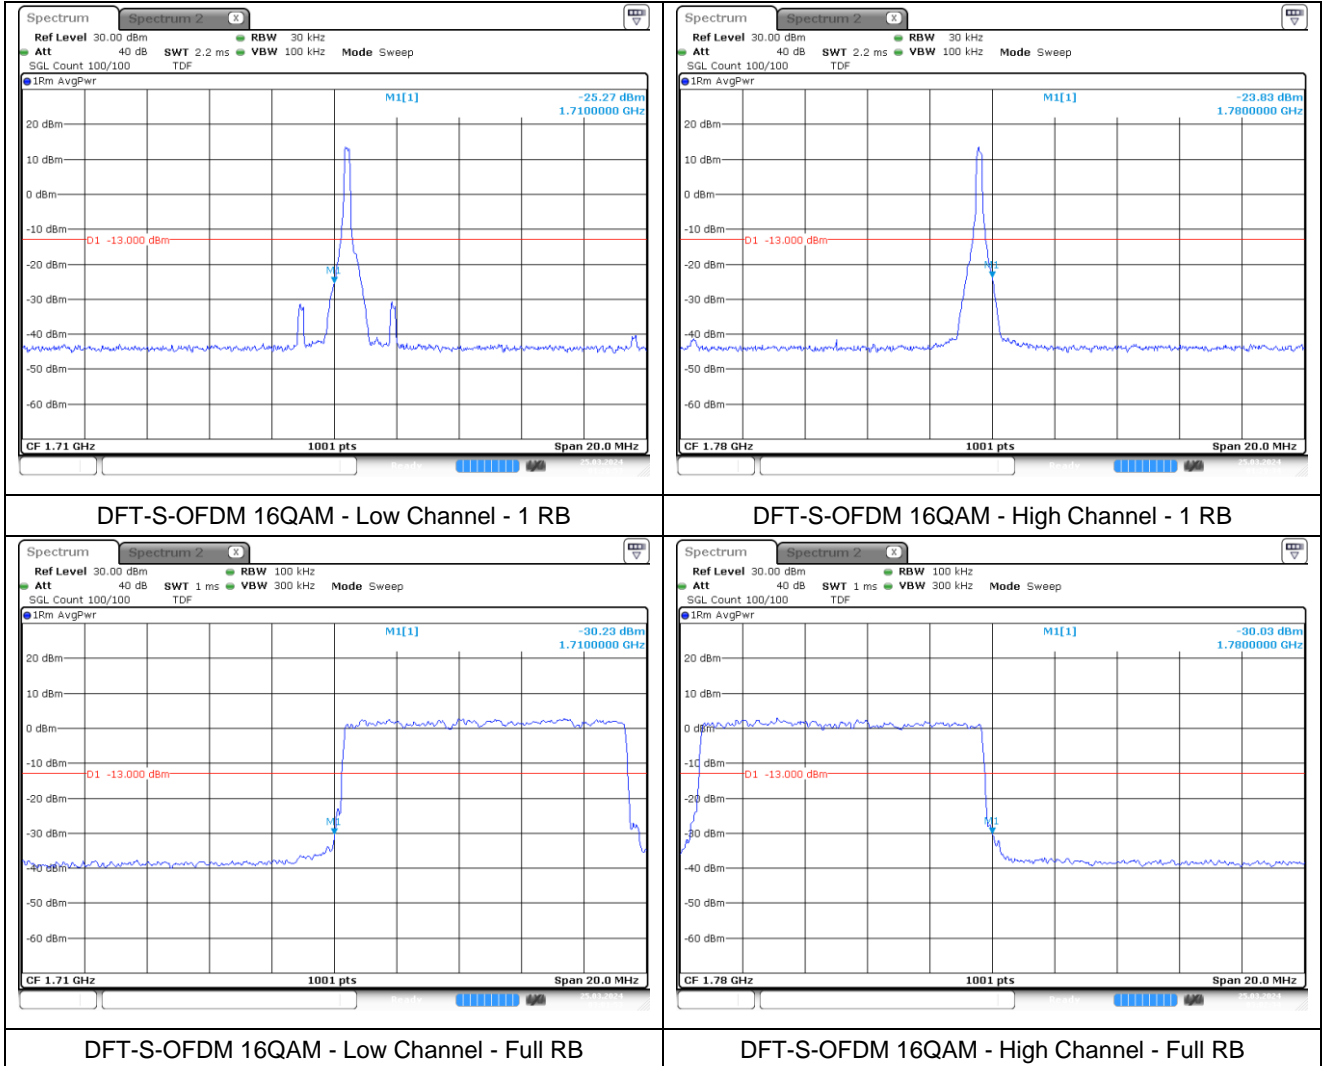 Spectrum Spectrum 2 X
Ref Level 30.00 dBm RBW 30 kHz
Att 40 dB SWT 2.2 ms VBW 100 kHz Mode Sweep
SGL Count 100/100 TDF
1Rm AvgPwr
M1[1] -25.27 dBm
1.7100000 GHz
20 dBm
10 dBm
0 dBm
-10 dBm
D1 -13.000 dBm
-20 dBm
M1
-30 dBm
-40 dBm
-50 dBm
-60 dBm
CF 1.71 GHz 1001 pts Span 20.0 MHz
Ready 25.03.2024
DFT-S-OFDM 16QAM - Low Channel - 1 RB
Spectrum Spectrum 2 X
Ref Level 30.00 dBm RBW 30 kHz
Att 40 dB SWT 2.2 ms VBW 100 kHz Mode Sweep
SGL Count 100/100 TDF
1Rm AvgPwr
M1[1] -23.83 dBm
1.7800000 GHz
20 dBm
10 dBm
0 dBm
-10 dBm
D1 -13.000 dBm
-20 dBm
M1
-30 dBm
-40 dBm
-50 dBm
-60 dBm
CF 1.78 GHz 1001 pts Span 20.0 MHz
Ready 25.03.2024
DFT-S-OFDM 16QAM - High Channel - 1 RB
Spectrum Spectrum 2 X
Ref Level 30.00 dBm RBW 100 kHz
Att 40 dB SWT 1 ms VBW 300 kHz Mode Sweep
SGL Count 100/100 TDF
1Rm AvgPwr
M1[1] -30.23 dBm
1.7100000 GHz
20 dBm
10 dBm
0 dBm
-10 dBm
D1 -13.000 dBm
-20 dBm
M1
-30 dBm
-40 dBm
-50 dBm
-60 dBm
CF 1.71 GHz 1001 pts Span 20.0 MHz
Ready 25.03.2024
DFT-S-OFDM 16QAM - Low Channel - Full RB
Spectrum Spectrum 2 X
Ref Level 30.00 dBm RBW 100 kHz
Att 40 dB SWT 1 ms VBW 300 kHz Mode Sweep
SGL Count 100/100 TDF
1Rm AvgPwr
M1[1] -30.03 dBm
1.7800000 GHz
20 dBm
10 dBm
0 dBm
-10 dBm
D1 -13.000 dBm
-20 dBm
M1
-30 dBm
-40 dBm
-50 dBm
-60 dBm
CF 1.78 GHz 1001 pts Span 20.0 MHz
Ready 25.03.2024
DFT-S-OFDM 16QAM - High Channel - Full RB